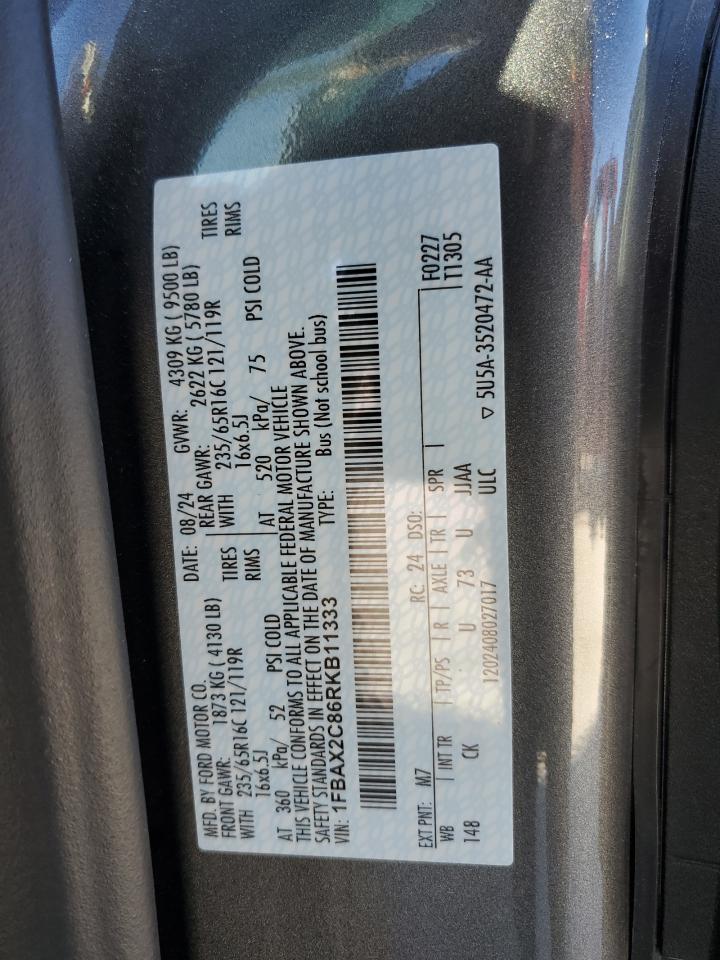 MFD. BY FORD MOTOR CO. DATE: 08/24 GVWR: 4309 KG ( 9500 LB)
FRONT GAWR: 1873 KG ( 4130 LB) REAR GAWR: 2622 KG ( 5780 LB)
WITH 235/65R16C 121/119R TIRES WITH 235/65R16C 121/119R TIRES
16x6.5J RIMS 16x6.5J RIMS
AT 360 kPa/ 52 PSI COLD AT 520 kPa/ 75 PSI COLD
THIS VEHICLE CONFORMS TO ALL APPLICABLE FEDERAL MOTOR VEHICLE
SAFETY STANDARDS IN EFFECT ON THE DATE OF MANUFACTURE SHOWN ABOVE.
VIN: 1FBAX2C86RKB11333 TYPE: Bus (Not school bus)
EXT PNT: M7 RC: 24 DSO: F0227
WB INT TR TP/PS R AXLE TR SPR T1305
148 CK U 73 U JJAA
1202408027017 ULC ▽ 5U5A-3520472-AA